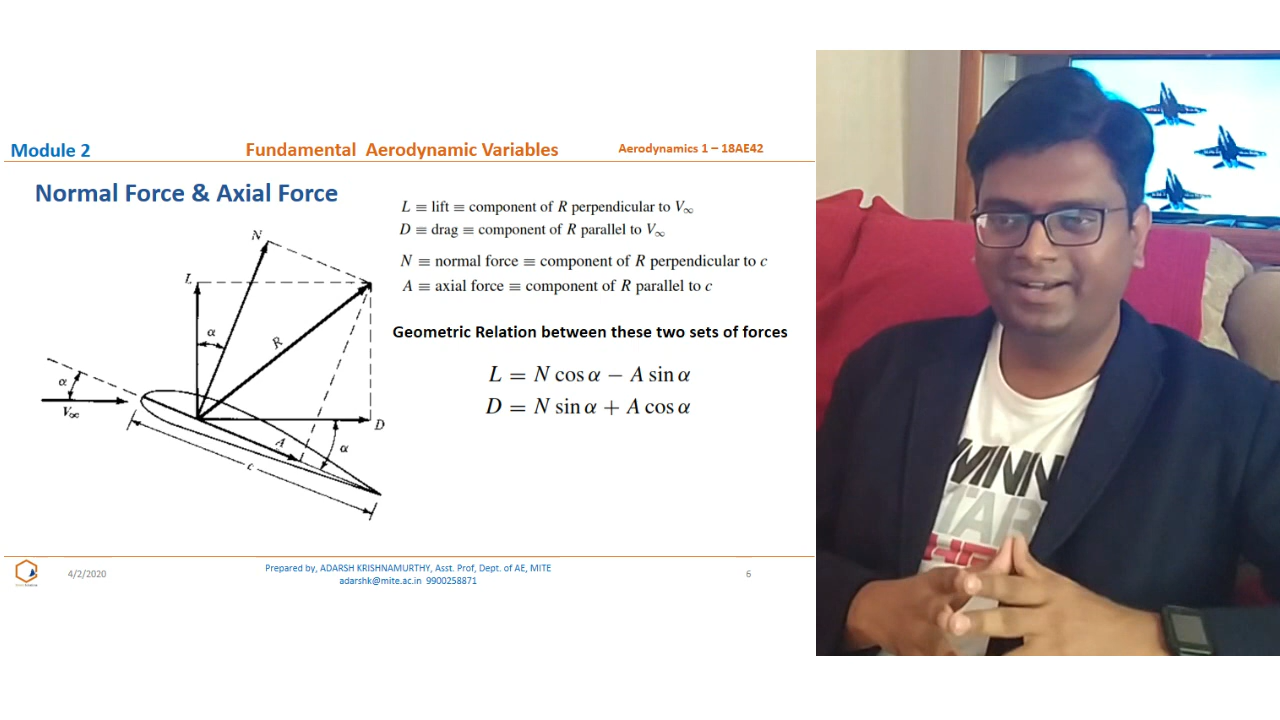 Module 2
Fundamental Aerodynamic Variables
Aerodynamics 1 – 18AE42
Normal Force & Axial Force
L ≡ lift ≡ component of R perpendicular to V∞
D ≡ drag ≡ component of R parallel to V∞
N ≡ normal force ≡ component of R perpendicular to c
A ≡ axial force ≡ component of R parallel to c
Geometric Relation between these two sets of forces
L = N cos α − A sin α
D = N sin α + A cos α
N
L
α
R
α
V∞
D
A
α
c
4/2/2020
Prepared by, ADARSH KRISHNAMURTHY, Asst. Prof, Dept. of AE, MITE
adarshk@mite.ac.in 9900258871
6